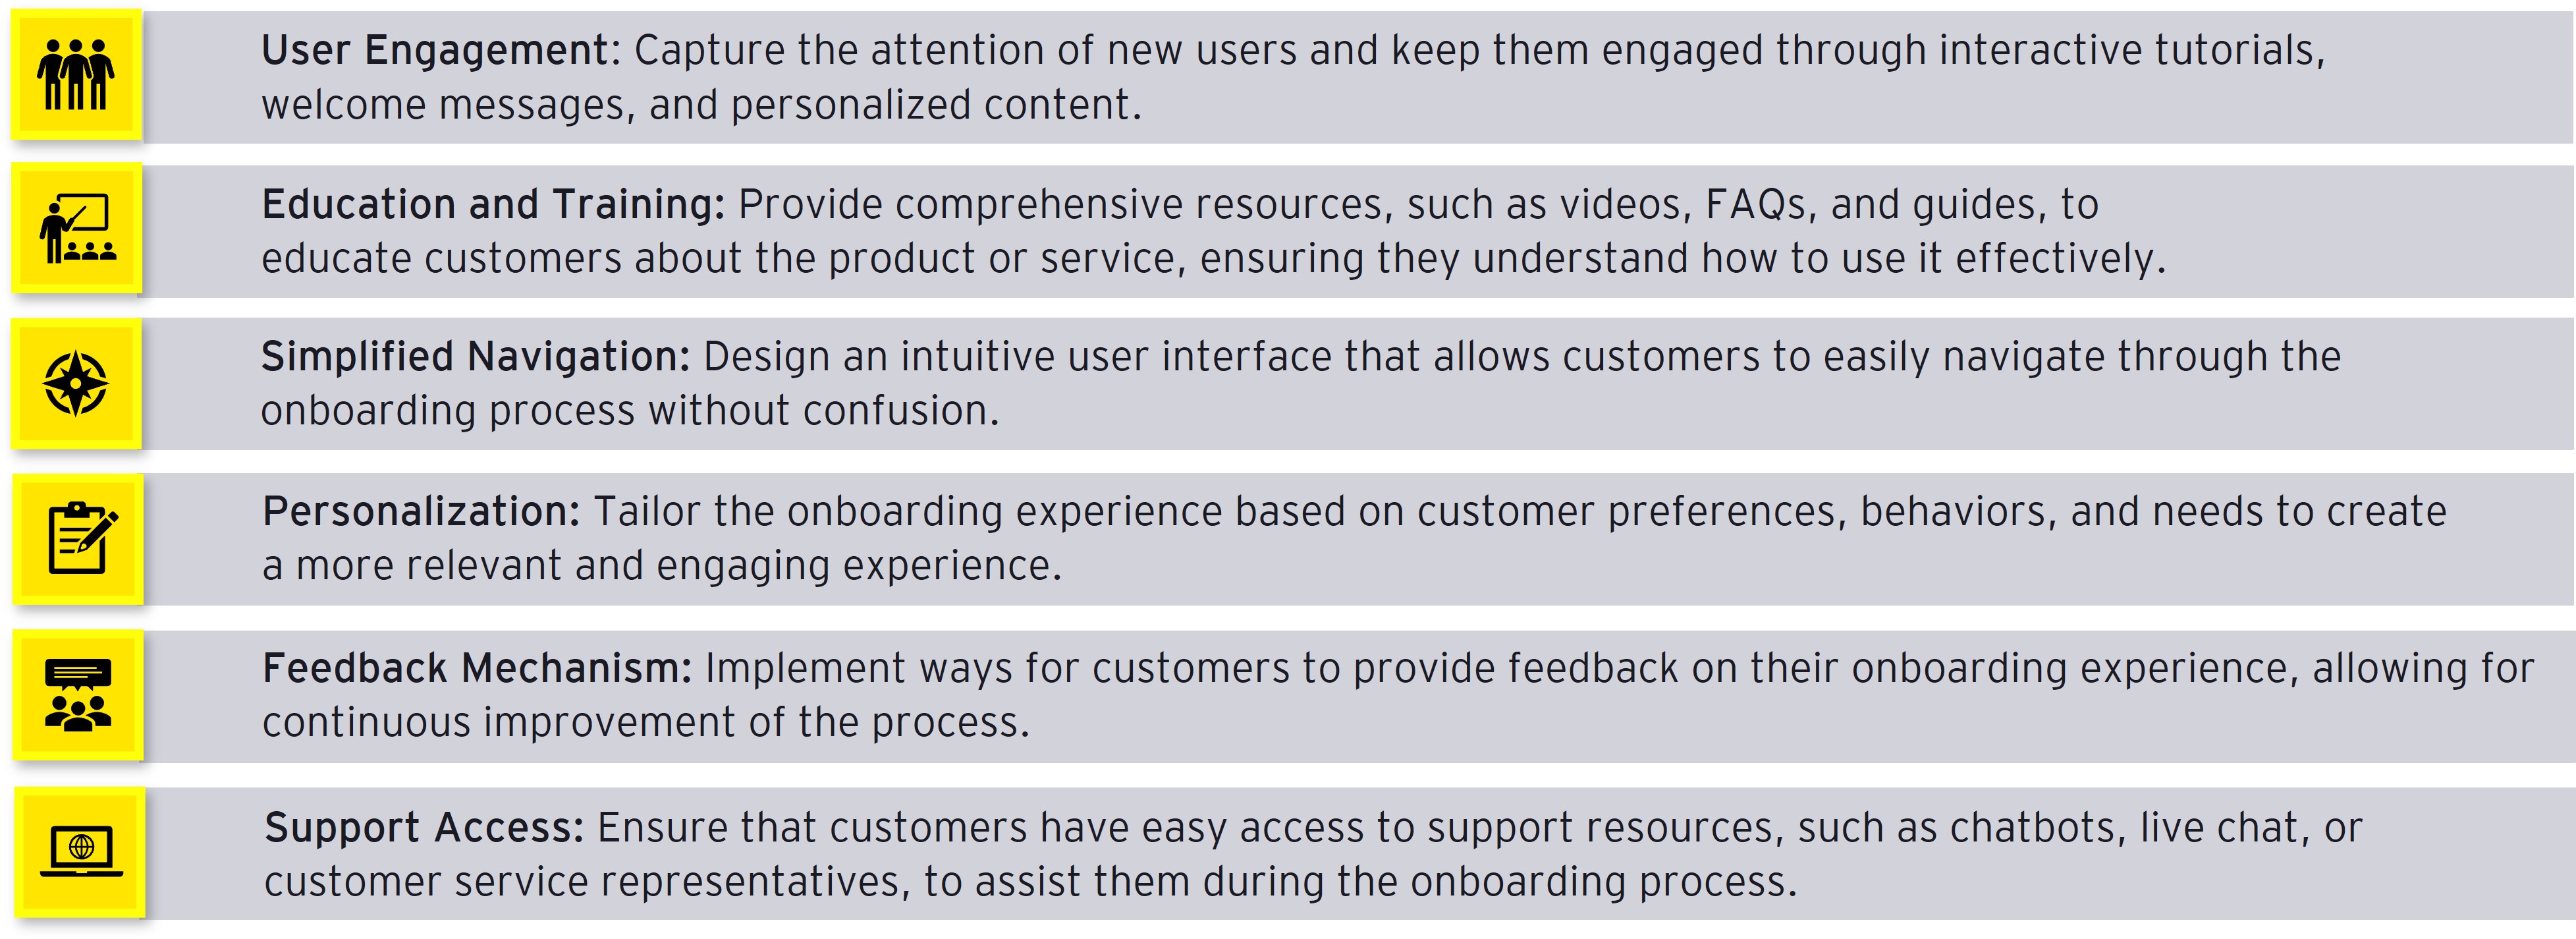 User Engagement: Capture the attention of new users and keep them engaged through interactive tutorials,
welcome messages, and personalized content.
Education and Training: Provide comprehensive resources, such as videos, FAQs, and guides, to
educate customers about the product or service, ensuring they understand how to use it effectively.
Simplified Navigation: Design an intuitive user interface that allows customers to easily navigate through the
onboarding process without confusion.
Personalization: Tailor the onboarding experience based on customer preferences, behaviors, and needs to create
a more relevant and engaging experience.
Feedback Mechanism: Implement ways for customers to provide feedback on their onboarding experience, allowing for
continuous improvement of the process.
Support Access: Ensure that customers have easy access to support resources, such as chatbots, live chat, or
customer service representatives, to assist them during the onboarding process.